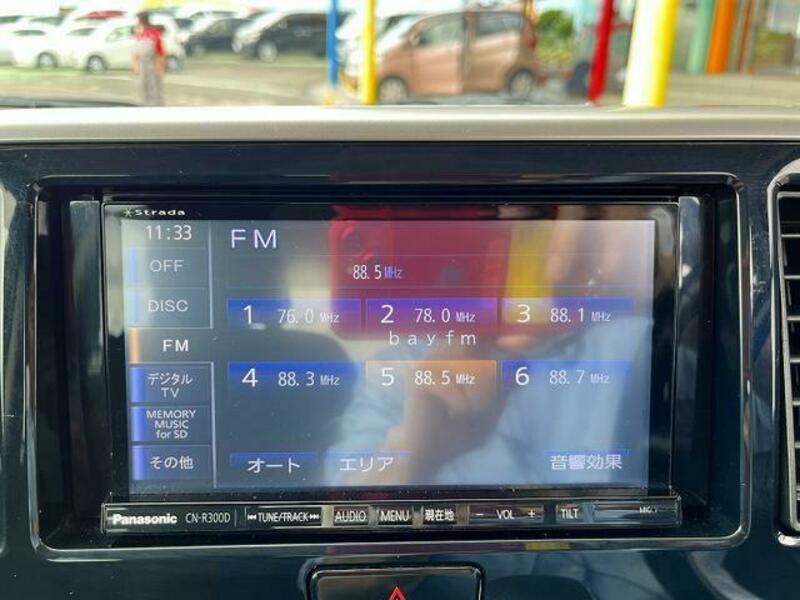 Strada
11:33
FM
OFF
88.5MHz
DISC
1 76.0 MHz
2 78.0 MHz
3 88.1 MHz
bayfm
FM
4 88.3 MHz
5 88.5 MHz
6 88.7 MHz
デジタル
TV
MEMORY
MUSIC
for SD
その他
オート
エリア
音響効果
Panasonic CN-R300D TUNE/TRACK AUDIO MENU 現在地 - VOL + TILT MIC